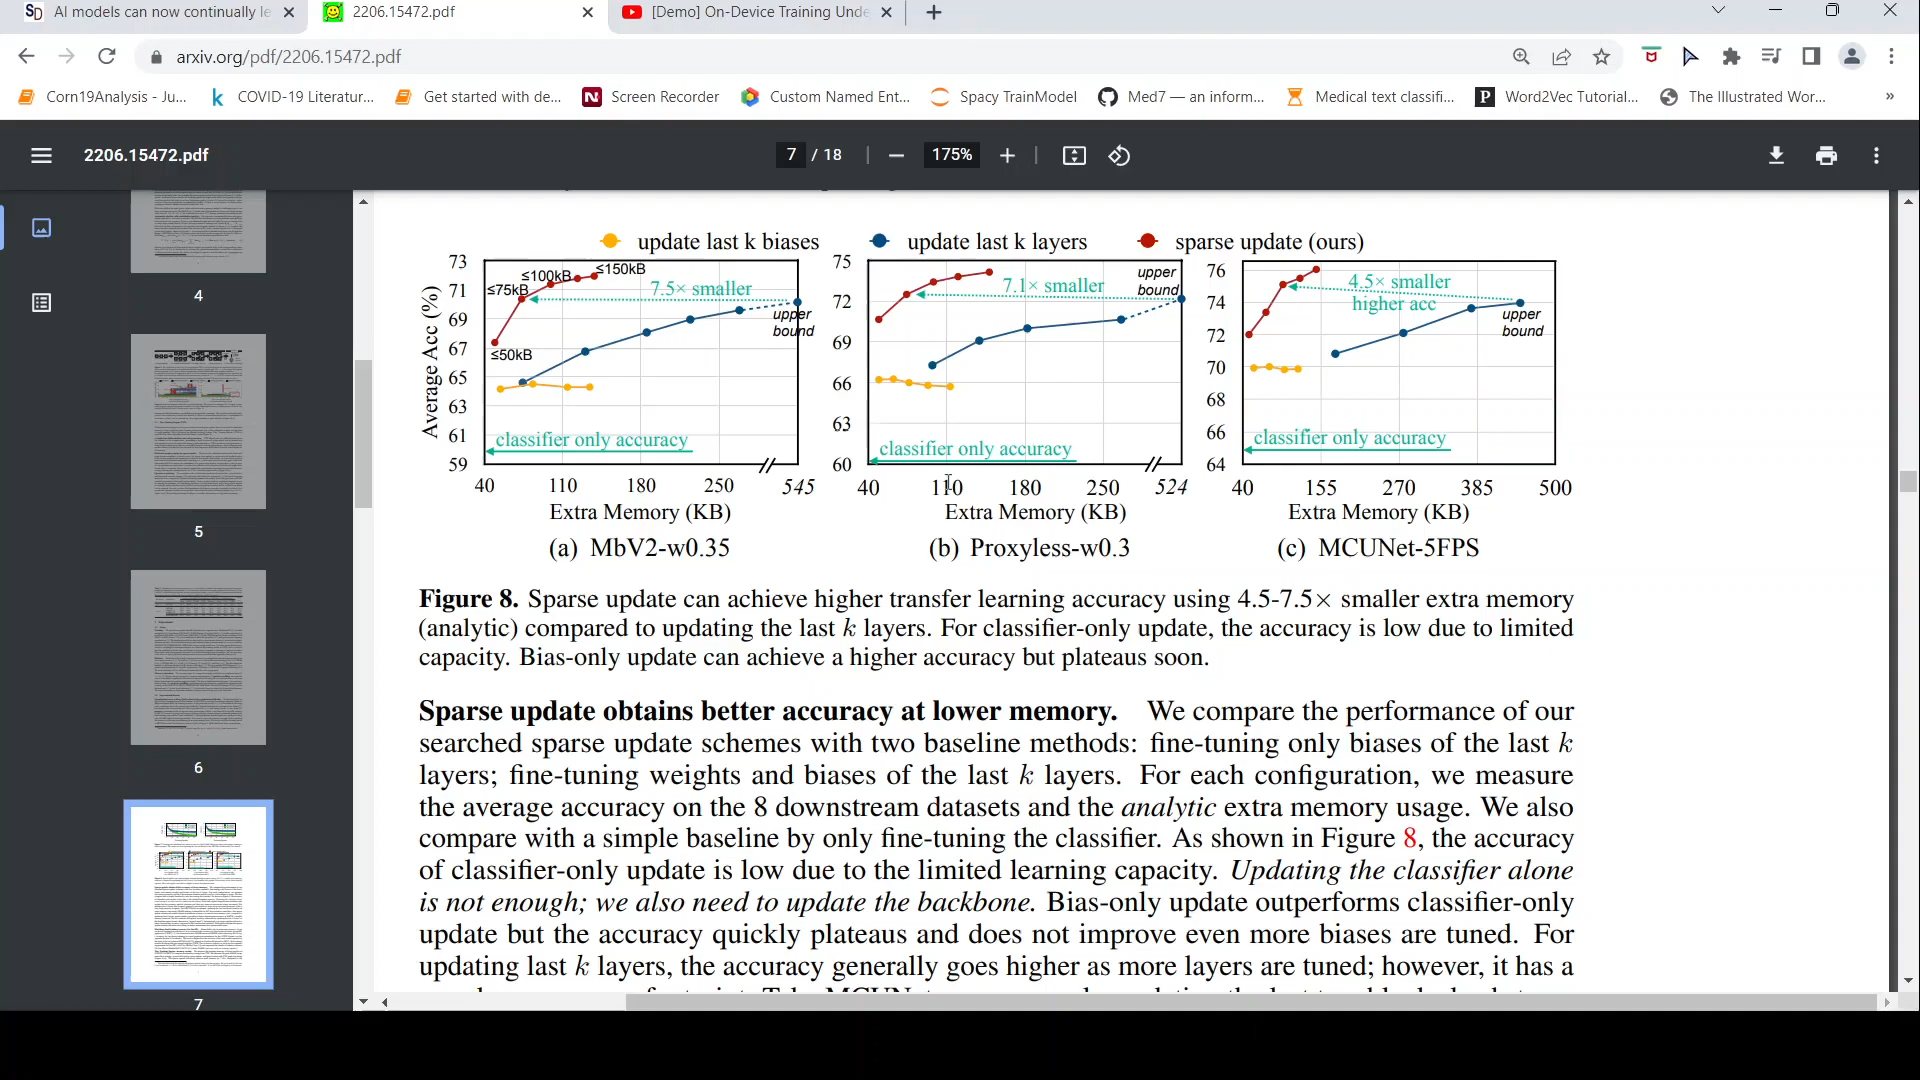 AI models can now continually le
2206.15472.pdf
[Demo] On-Device Training Unde
arxiv.org/pdf/2206.15472.pdf
Corn19Analysis - Ju...
COVID-19 Literatur...
Get started with de...
Screen Recorder
Custom Named Ent...
Spacy TrainModel
Med7 — an inform...
Medical text classifi...
Word2Vec Tutorial...
The Illustrated Wor...
»
2206.15472.pdf
7 / 18
175%
4
5
6
7
update last k biases
update last k layers
sparse update (ours)
Average Acc (%)
73
71
69
67
65
63
61
59
≤50kB
≤75kB
≤100kB
≤150kB
7.5× smaller
upper
bound
classifier only accuracy
40 110 180 250 545
Extra Memory (KB)
(a) MbV2-w0.35
75
72
69
66
63
60
7.1× smaller
upper
bound
classifier only accuracy
40 110 180 250 524
Extra Memory (KB)
(b) Proxyless-w0.3
76
74
72
70
68
66
64
4.5× smaller
higher acc
upper
bound
classifier only accuracy
40 155 270 385 500
Extra Memory (KB)
(c) MCUNet-5FPS
Figure 8. Sparse update can achieve higher transfer learning accuracy using 4.5-7.5× smaller extra memory
(analytic) compared to updating the last k layers. For classifier-only update, the accuracy is low due to limited
capacity. Bias-only update can achieve a higher accuracy but plateaus soon.
Sparse update obtains better accuracy at lower memory. We compare the performance of our
searched sparse update schemes with two baseline methods: fine-tuning only biases of the last k
layers; fine-tuning weights and biases of the last k layers. For each configuration, we measure
the average accuracy on the 8 downstream datasets and the analytic extra memory usage. We also
compare with a simple baseline by only fine-tuning the classifier. As shown in Figure 8, the accuracy
of classifier-only update is low due to the limited learning capacity. Updating the classifier alone
is not enough; we also need to update the backbone. Bias-only update outperforms classifier-only
update but the accuracy quickly plateaus and does not improve even more biases are tuned. For
updating last k layers, the accuracy generally goes higher as more layers are tuned; however, it has a